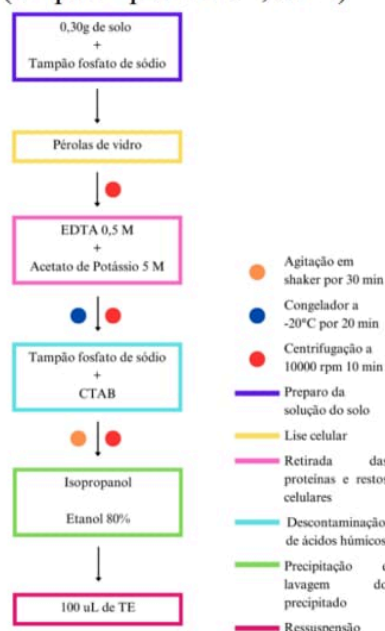 0,30g de solo
+
Tampão fosfato de sódio
Pérolas de vidro
EDTA 0,5 M
+
Acetato de Potássio 5 M
Tampão fosfato de sódio
+
CTAB
Isopropanol
Etanol 80%
100 uL de TE
Agitação em
shaker por 30 min
Congelador a
-20°C por 20 min
Centrifugação a
10000 rpm 10 min
Preparo da
solução do solo
Lise celular
Retirada das
proteínas e restos
celulares
Descontaminação
de ácidos húmicos
Precipitação
lavagem do
precipitado
Ressuspensão